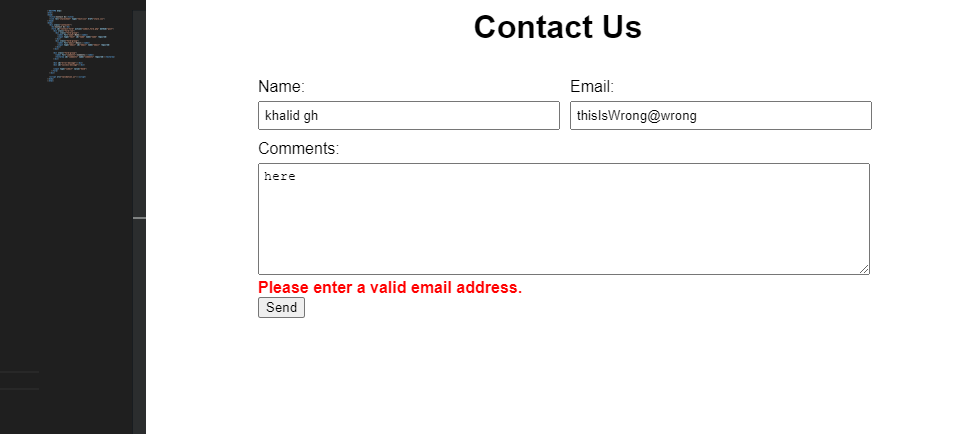 Contact Us
Name: Email:
khalid gh thisIsWrong@wrong
Comments:
here
Please enter a valid email address.
Send